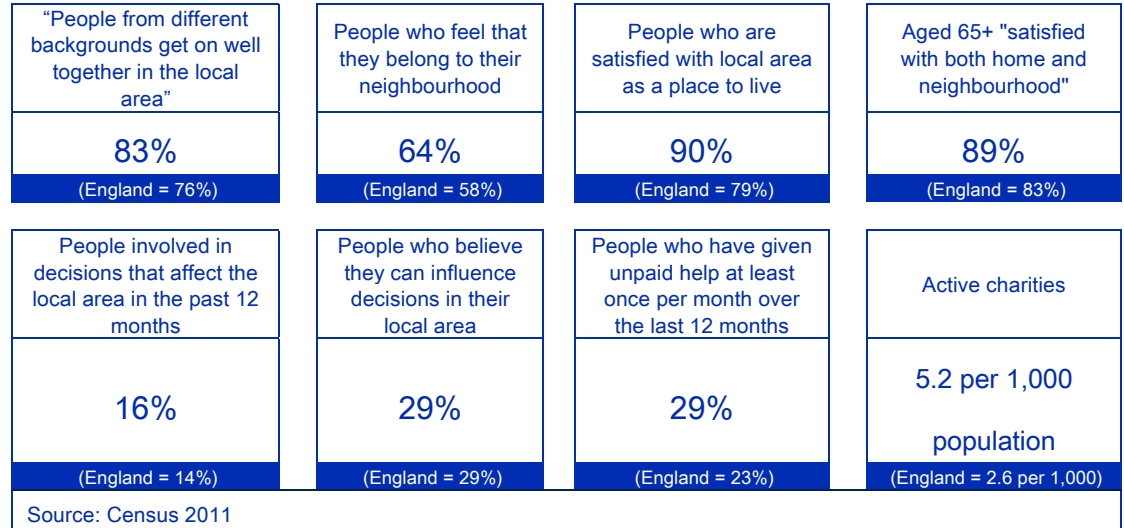 “People from different
backgrounds get on well
together in the local
area”
83%
(England = 76%)
People who feel that
they belong to their
neighbourhood
64%
(England = 58%)
People who are
satisfied with local area
as a place to live
90%
(England = 79%)
Aged 65+ "satisfied
with both home and
neighbourhood"
89%
(England = 83%)
People involved in
decisions that affect the
local area in the past 12
months
16%
(England = 14%)
People who believe
they can influence
decisions in their
local area
29%
(England = 29%)
People who have given
unpaid help at least
once per month over
the last 12 months
29%
(England = 23%)
Active charities
5.2 per 1,000
population
(England = 2.6 per 1,000)
Source: Census 2011